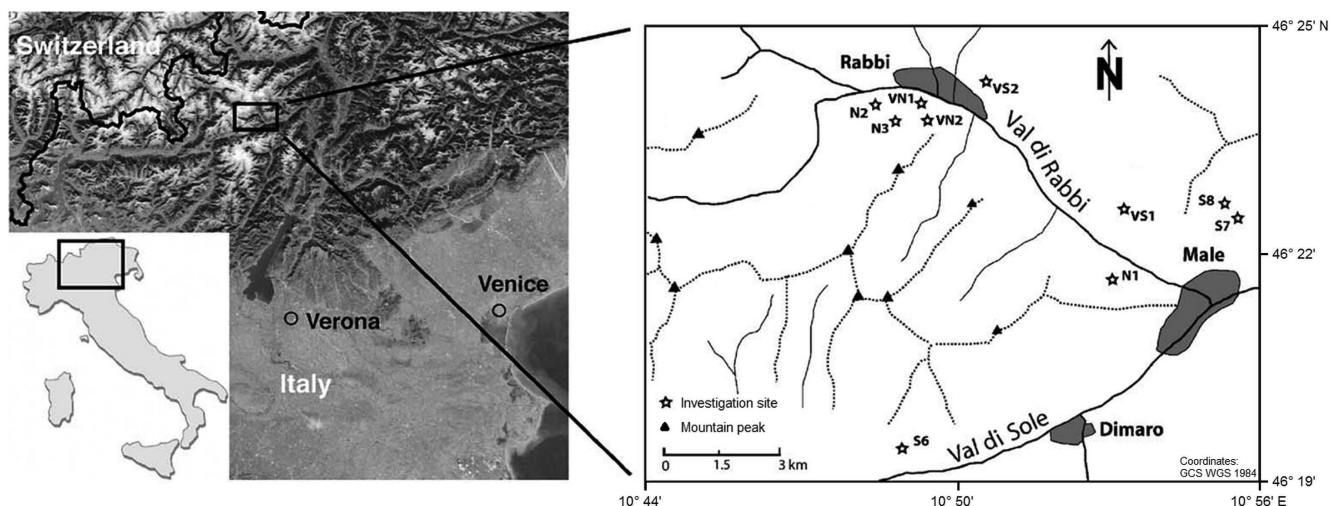 Switzerland
Verona
Venice
Italy
46° 25' N
N
Rabbi
VS2
VN1
N2
N3
VN2
Val di Rabbi
S8
VS1
S7
46° 22'
Male
N1
Investigation site
Mountain peak
0 1.5 3 km
S6
Val di Sole
Dimaro
Coordinates:
GCS WGS 1984
46° 19'
10° 44' 10° 50' 10° 56' E